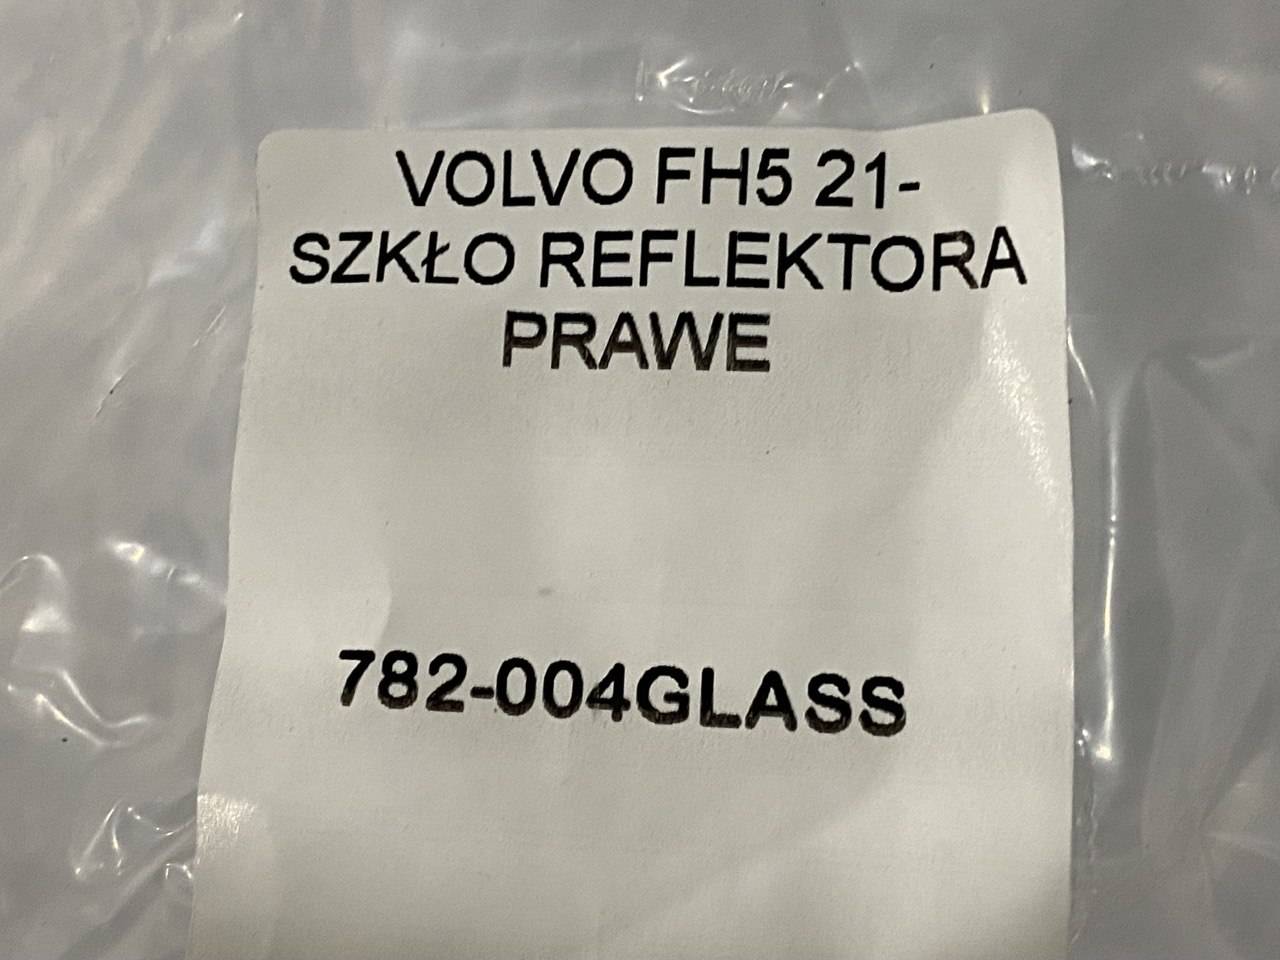 VOLVO FH5 21-
SZKŁO REFLEKTORA
PRAWE
782-004GLASS